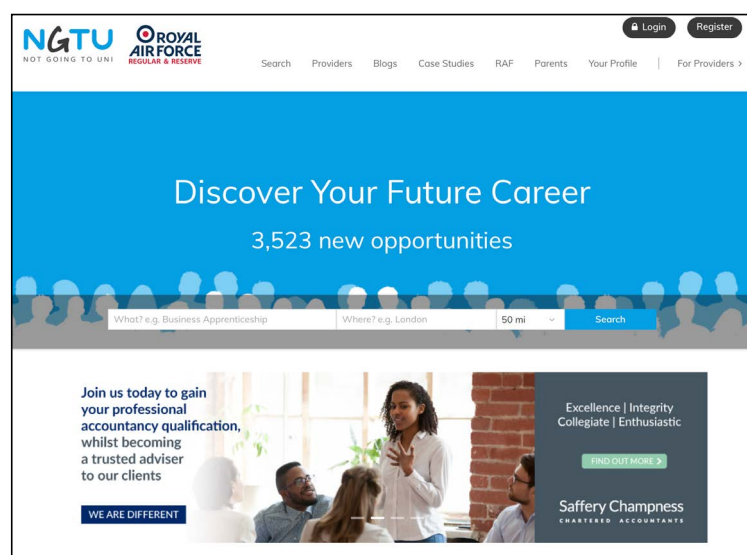 NGTU
NOT GOING TO UNI
ROYAL
AIR FORCE
REGULAR & RESERVE
Login
Register
Search
Providers
Blogs
Case Studies
RAF
Parents
Your Profile
For Providers >
Discover Your Future Career
3,523 new opportunities
What? e.g. Business Apprenticeship
Where? e.g. London
50 mi
Search
Join us today to gain
your professional
accountancy qualification,
whilst becoming
a trusted adviser
to our clients
WE ARE DIFFERENT
Excellence | Integrity
Collegiate | Enthusiastic
FIND OUT MORE >
Saffery Champness
CHARTERED ACCOUNTANTS